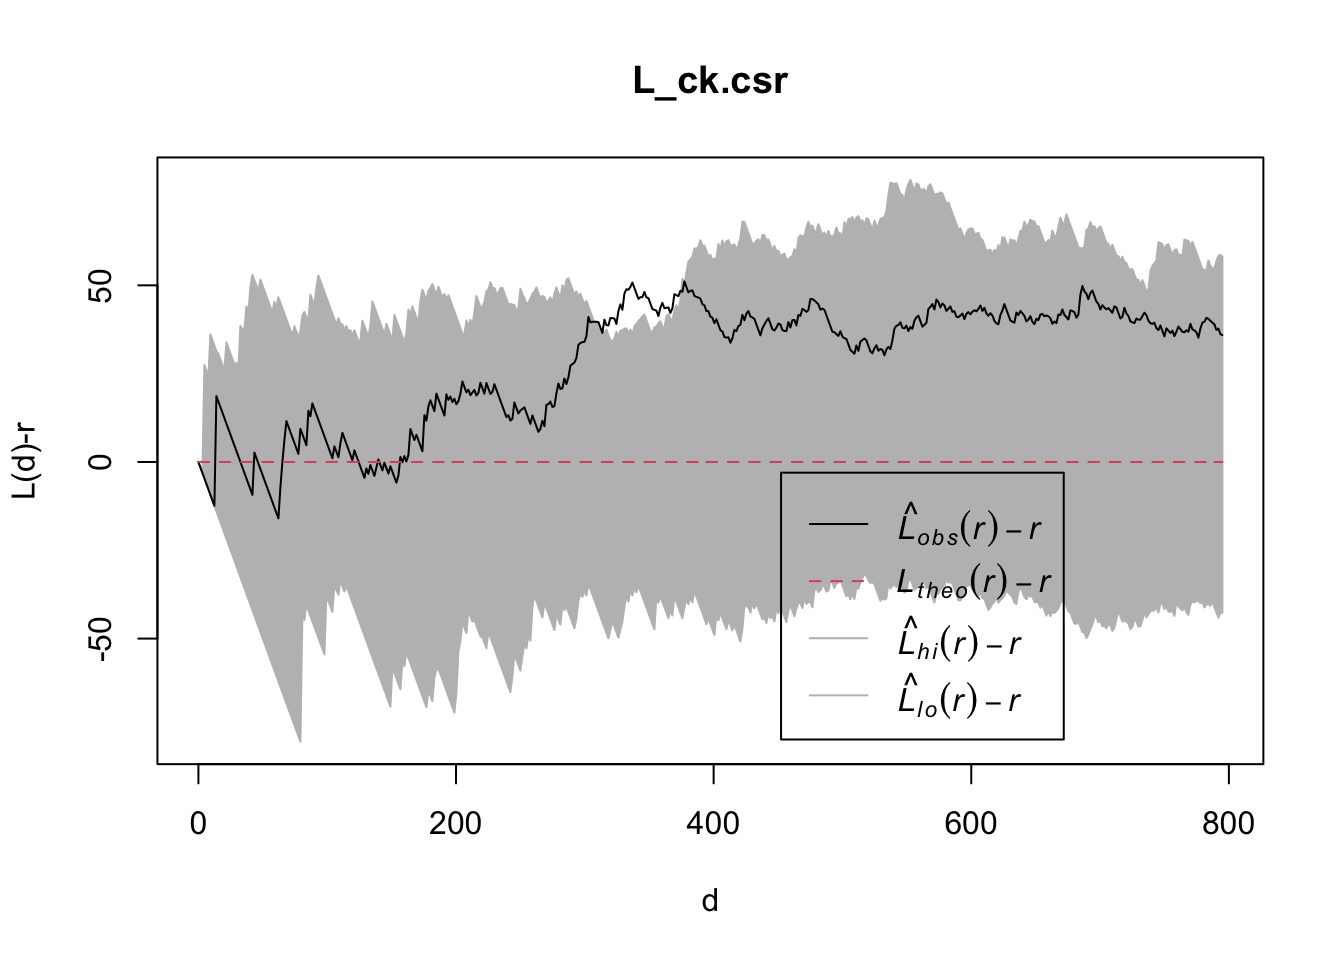 L_ck.csr
L(d)-r
50
0
-50
L̂obs(r) − r
Ltheo(r) − r
L̂hi(r) − r
L̂lo(r) − r
0 200 400 600 800
d